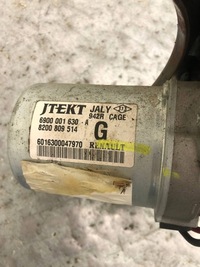 JTEKT JALY D
942R CAGE
6900 001 630 - A
8200 809 514 G
6016300047970 RENAULT